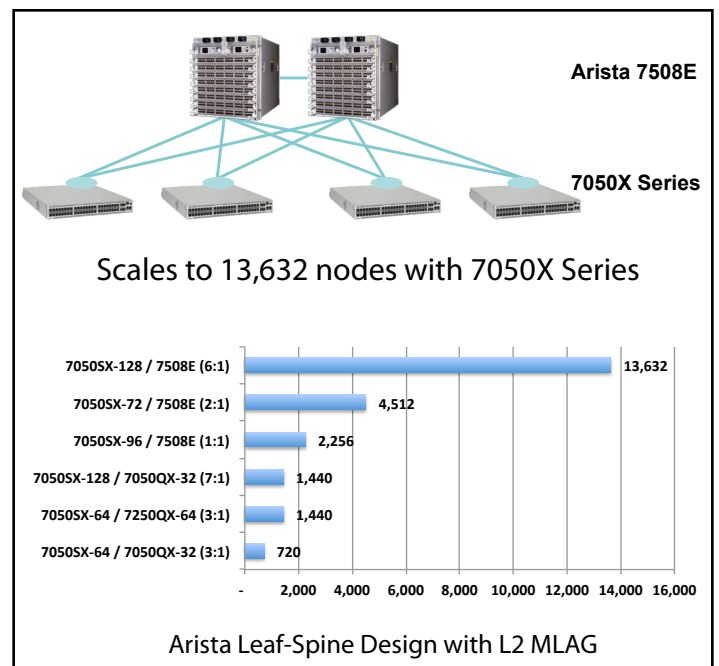 Arista 7508E
7050X Series
Scales to 13,632 nodes with 7050X Series
7050SX-128 / 7508E (6:1)
13,632
7050SX-72 / 7508E (2:1)
4,512
7050SX-96 / 7508E (1:1)
2,256
7050SX-128 / 7050QX-32 (7:1)
1,440
7050SX-64 / 7250QX-64 (3:1)
1,440
7050SX-64 / 7050QX-32 (3:1)
720
- 2,000 4,000 6,000 8,000 10,000 12,000 14,000 16,000
Arista Leaf-Spine Design with L2 MLAG